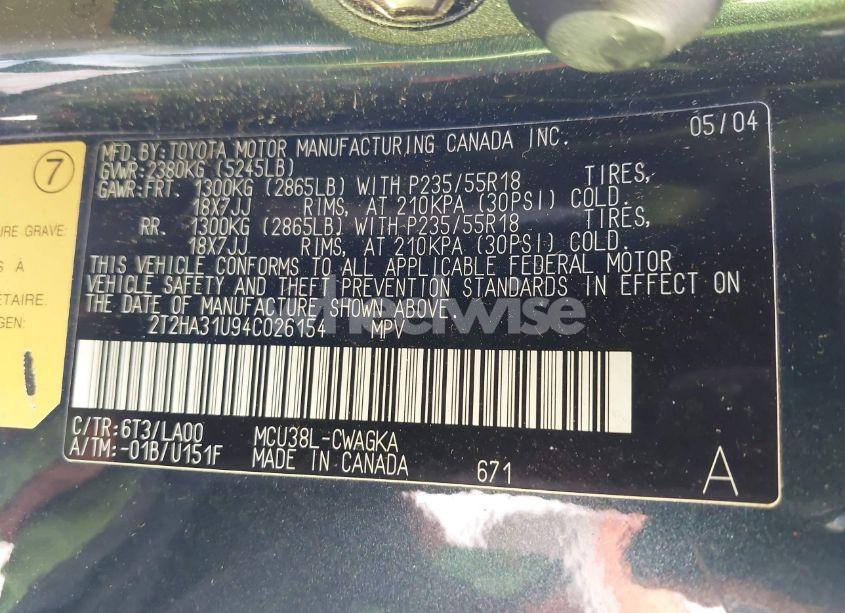 MFD.BY:TOYOTA MOTOR MANUFACTURING CANADA INC. 05/04
GVWR:2380KG (5245LB)
GAWR:FRT. 1300KG (2865LB) WITH P235/55R18 TIRES,
18X7JJ RIMS, AT 210KPA (30PSI) COLD.
RR. 1300KG (2865LB) WITH P235/55R18 TIRES,
18X7JJ RIMS, AT 210KPA (30PSI) COLD.
THIS VEHICLE CONFORMS TO ALL APPLICABLE FEDERAL MOTOR
VEHICLE SAFETY AND THEFT PREVENTION STANDARDS IN EFFECT ON
THE DATE OF MANUFACTURE SHOWN ABOVE.
2T2HA31U94C026154 MPV
C/TR:6T3/LA00 MCU38L-CWAGKA
A/TM:-01B/U151F MADE IN CANADA 671 A
7
URE GRAVE:
S À
ÉTAIRE.
GEN: